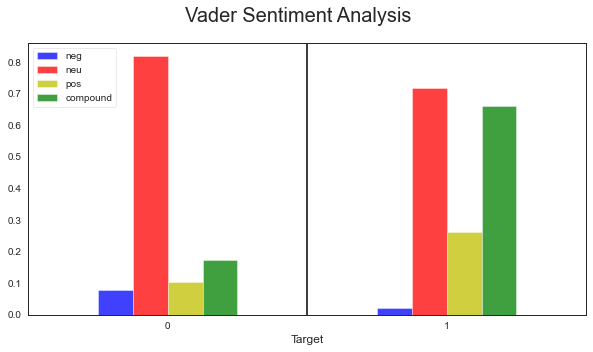 Vader Sentiment Analysis
neg
neu
pos
compound
0.8
0.7
0.6
0.5
0.4
0.3
0.2
0.1
0.0
0
1
Target